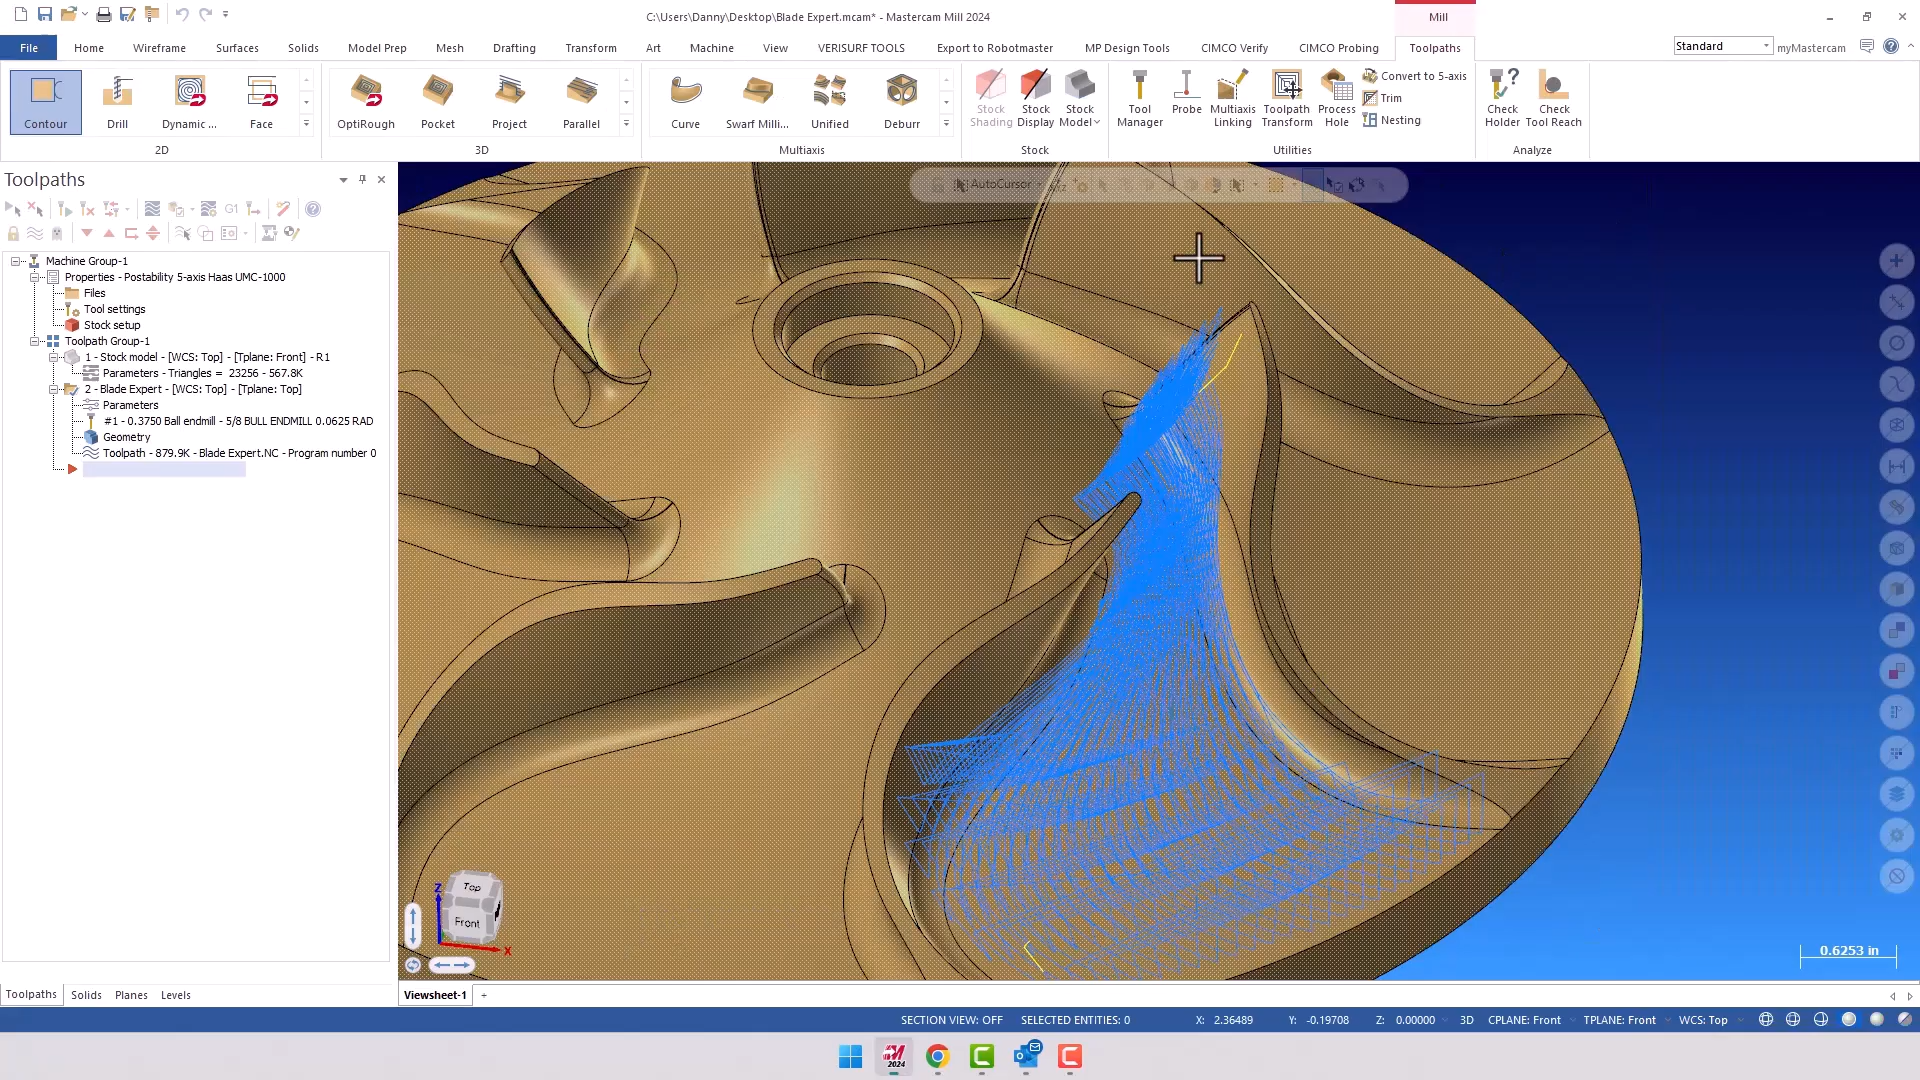 C:\Users\Danny\Desktop\Blade Expert.mcam* - Mastercam Mill 2024
Mill
File Home Wireframe Surfaces Solids Model Prep Mesh Drafting Transform Art Machine View VERISURF TOOLS Export to Robotmaster MP Design Tools CIMCO Verify CIMCO Probing Toolpaths
Standard
myMastercam
Contour Drill Dynamic ... Face
2D
OptiRough Pocket Project Parallel
3D
Curve Swarf Milli... Unified Deburr
Multiaxis
Stock Shading
Stock Display
Stock Model
Stock
Tool Manager
Probe
Multiaxis Linking
Toolpath Transform
Process Hole
Convert to 5-axis
Trim
Nesting
Utilities
Check Holder
Check Tool Reach
Analyze
Toolpaths
G1
AutoCursor
xyz
Machine Group-1
Properties - Postability 5-axis Haas UMC-1000
Files
Tool settings
Stock setup
Toolpath Group-1
1 - Stock model - [WCS: Top] - [Tplane: Front] - R1
Parameters - Triangles = 23256 - 567.8K
2 - Blade Expert - [WCS: Top] - [Tplane: Top]
Parameters
#1 - 0.3750 Ball endmill - 5/8 BULL ENDMILL 0.0625 RAD
Geometry
Toolpath - 879.9K - Blade Expert.NC - Program number 0
Top
Front
Z
X
0.6253 in
Toolpaths Solids Planes Levels
Viewsheet-1 +
SECTION VIEW: OFF SELECTED ENTITIES: 0 X: 2.36489 Y: -0.19708 Z: 0.00000 3D CPLANE: Front TPLANE: Front WCS: Top
2024